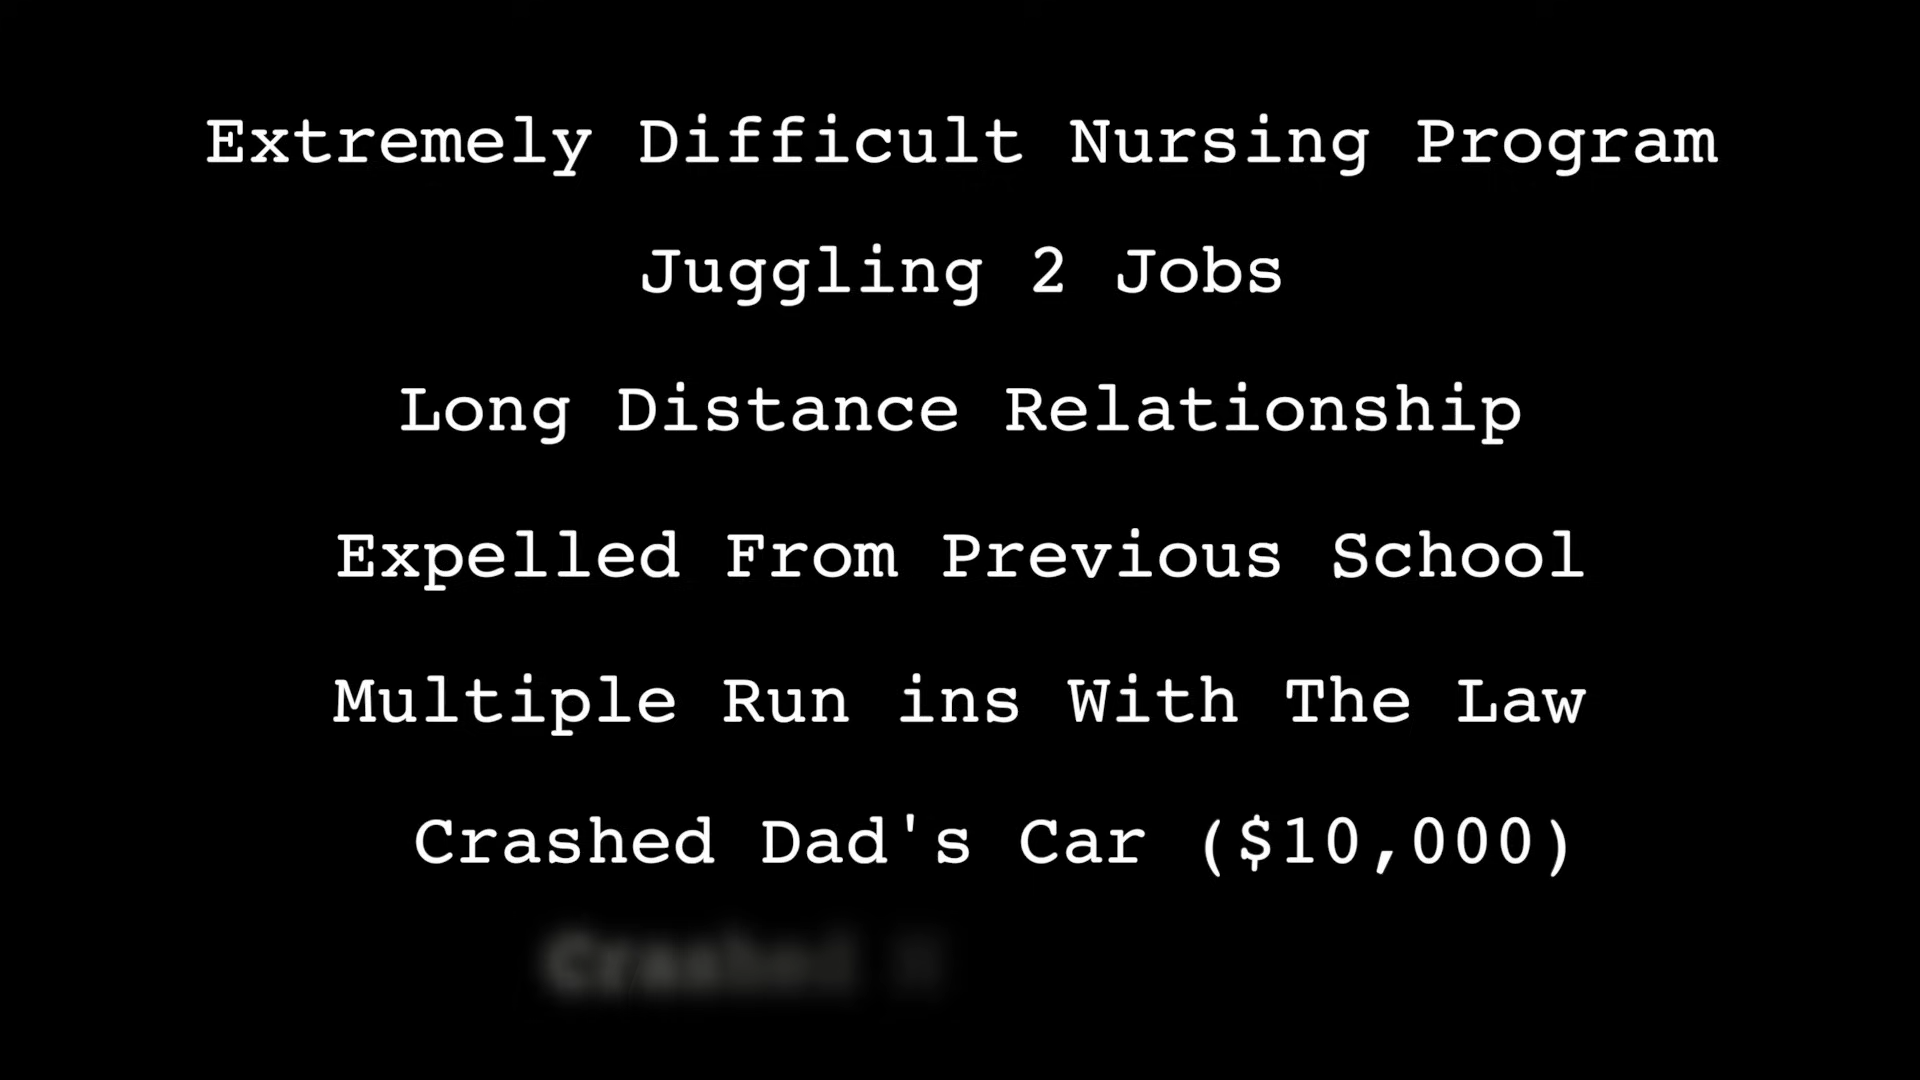 Extremely Difficult Nursing Program
Juggling 2 Jobs
Long Distance Relationship
Expelled From Previous School
Multiple Run ins With The Law
Crashed Dad's Car ($10,000)
Crashed